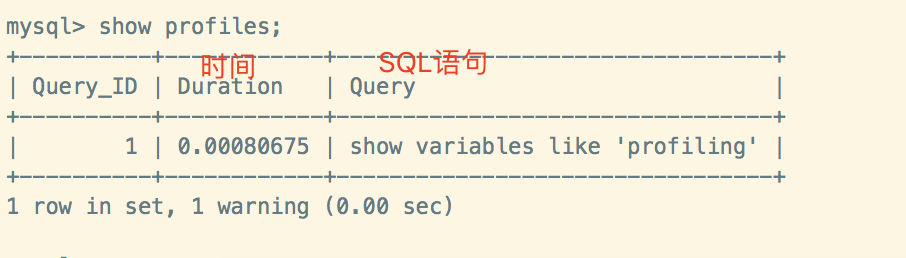 mysql> show profiles;
+----------+------------+---------------------------------+
时间 SQL语句
| Query_ID | Duration   | Query                           |
+----------+------------+---------------------------------+
|        1 | 0.00080675 | show variables like 'profiling' |
+----------+------------+---------------------------------+
1 row in set, 1 warning (0.00 sec)